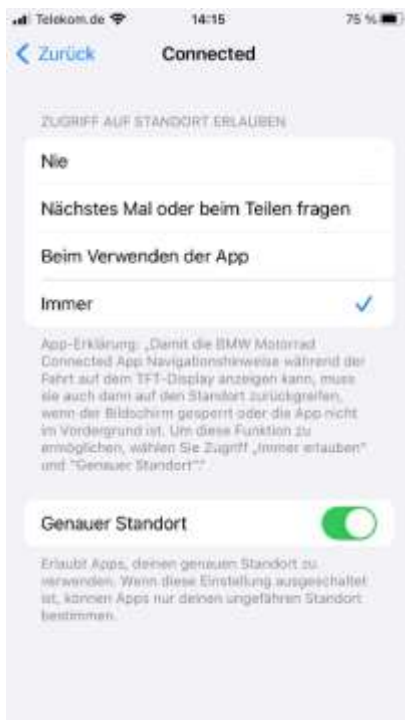 Telekom.de 14:15 75 %
Zurück Connected
ZUGRIFF AUF STANDORT ERLAUBEN
Nie
Nächstes Mal oder beim Teilen fragen
Beim Verwenden der App
Immer
App-Erklärung: „Damit die BMW Motorrad
Connected App Navigationshinweise während der
Fahrt auf dem TFT-Display anzeigen kann, muss
sie auch dann auf den Standort zurückgreifen,
wenn der Bildschirm gesperrt oder die App nicht
im Vordergrund ist. Um diese Funktion zu
ermöglichen, wählen Sie Zugriff „Immer erlauben"
und "Genauer Standort"."
Genauer Standort
Erlaubt Apps, deinen genauen Standort zu
verwenden. Wenn diese Einstellung ausgeschaltet
ist, können Apps nur deinen ungefähren Standort
bestimmen.